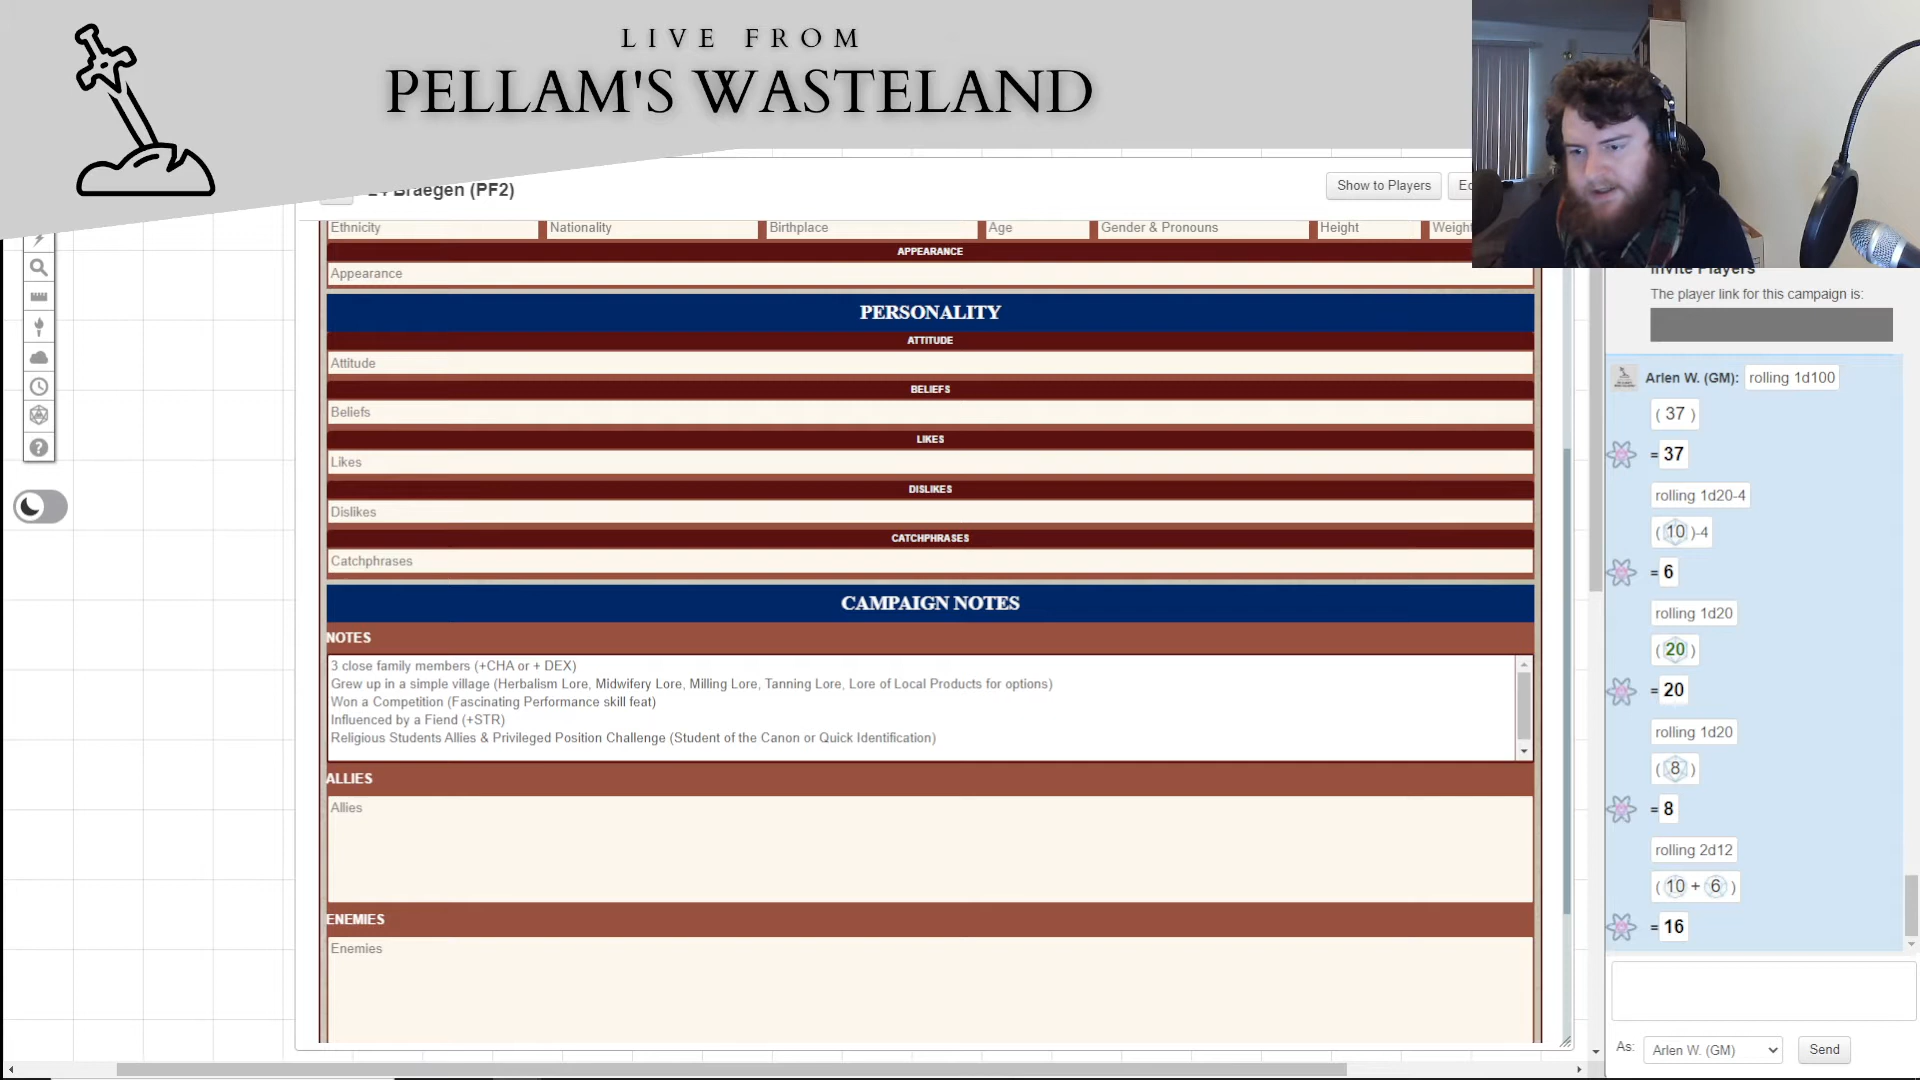 LIVE FROM
PELLAM'S WASTELAND
Braegen (PF2)
Show to Players
Ethnicity
Nationality
Birthplace
Age
Gender & Pronouns
Height
Weight
APPEARANCE
Appearance
PERSONALITY
ATTITUDE
Attitude
BELIEFS
Beliefs
LIKES
Likes
DISLIKES
Dislikes
CATCHPHRASES
Catchphrases
CAMPAIGN NOTES
NOTES
3 close family members (+CHA or + DEX)
Grew up in a simple village (Herbalism Lore, Midwifery Lore, Milling Lore, Tanning Lore, Lore of Local Products for options)
Won a Competition (Fascinating Performance skill feat)
Influenced by a Fiend (+STR)
Religious Students Allies & Privileged Position Challenge (Student of the Canon or Quick Identification)
ALLIES
Allies
ENEMIES
Enemies
Invite Players
The player link for this campaign is:
Arlen W. (GM): rolling 1d100
( 37 )
= 37
rolling 1d20-4
( 10 )-4
= 6
rolling 1d20
( 20 )
= 20
rolling 1d20
( 8 )
= 8
rolling 2d12
( 10 + 6 )
= 16
As: Arlen W. (GM) Send